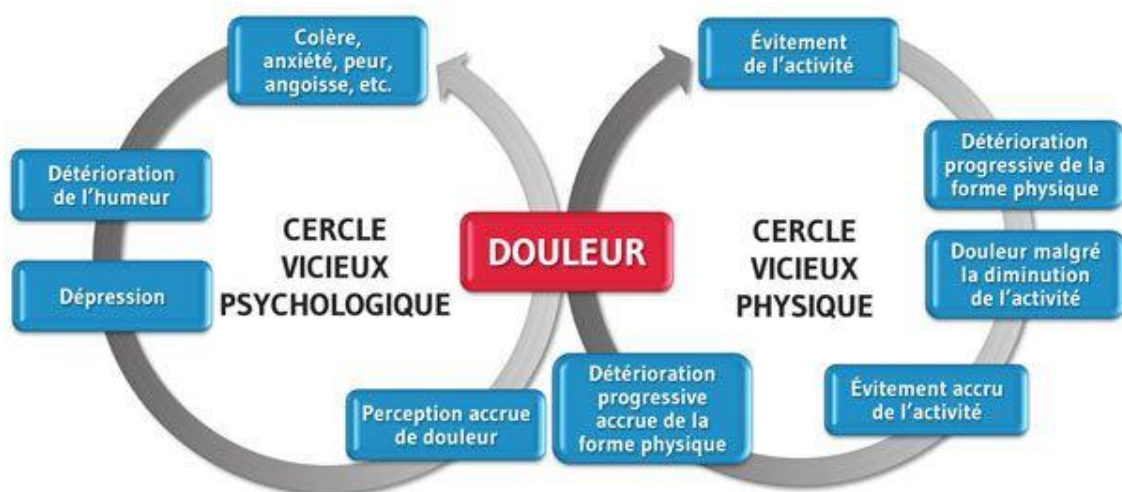 Colère,
anxiété, peur,
angoisse, etc.
Détérioration
de l'humeur
Dépression
CERCLE
VICIEUX
PSYCHOLOGIQUE
Perception accrue
de douleur
DOULEUR
Évitement
de l'activité
Détérioration
progressive de la
forme physique
Douleur malgré
la diminution
de l'activité
CERCLE
VICIEUX
PHYSIQUE
Évitement accru
de l'activité
Détérioration
progressive
accrue de la
forme physique